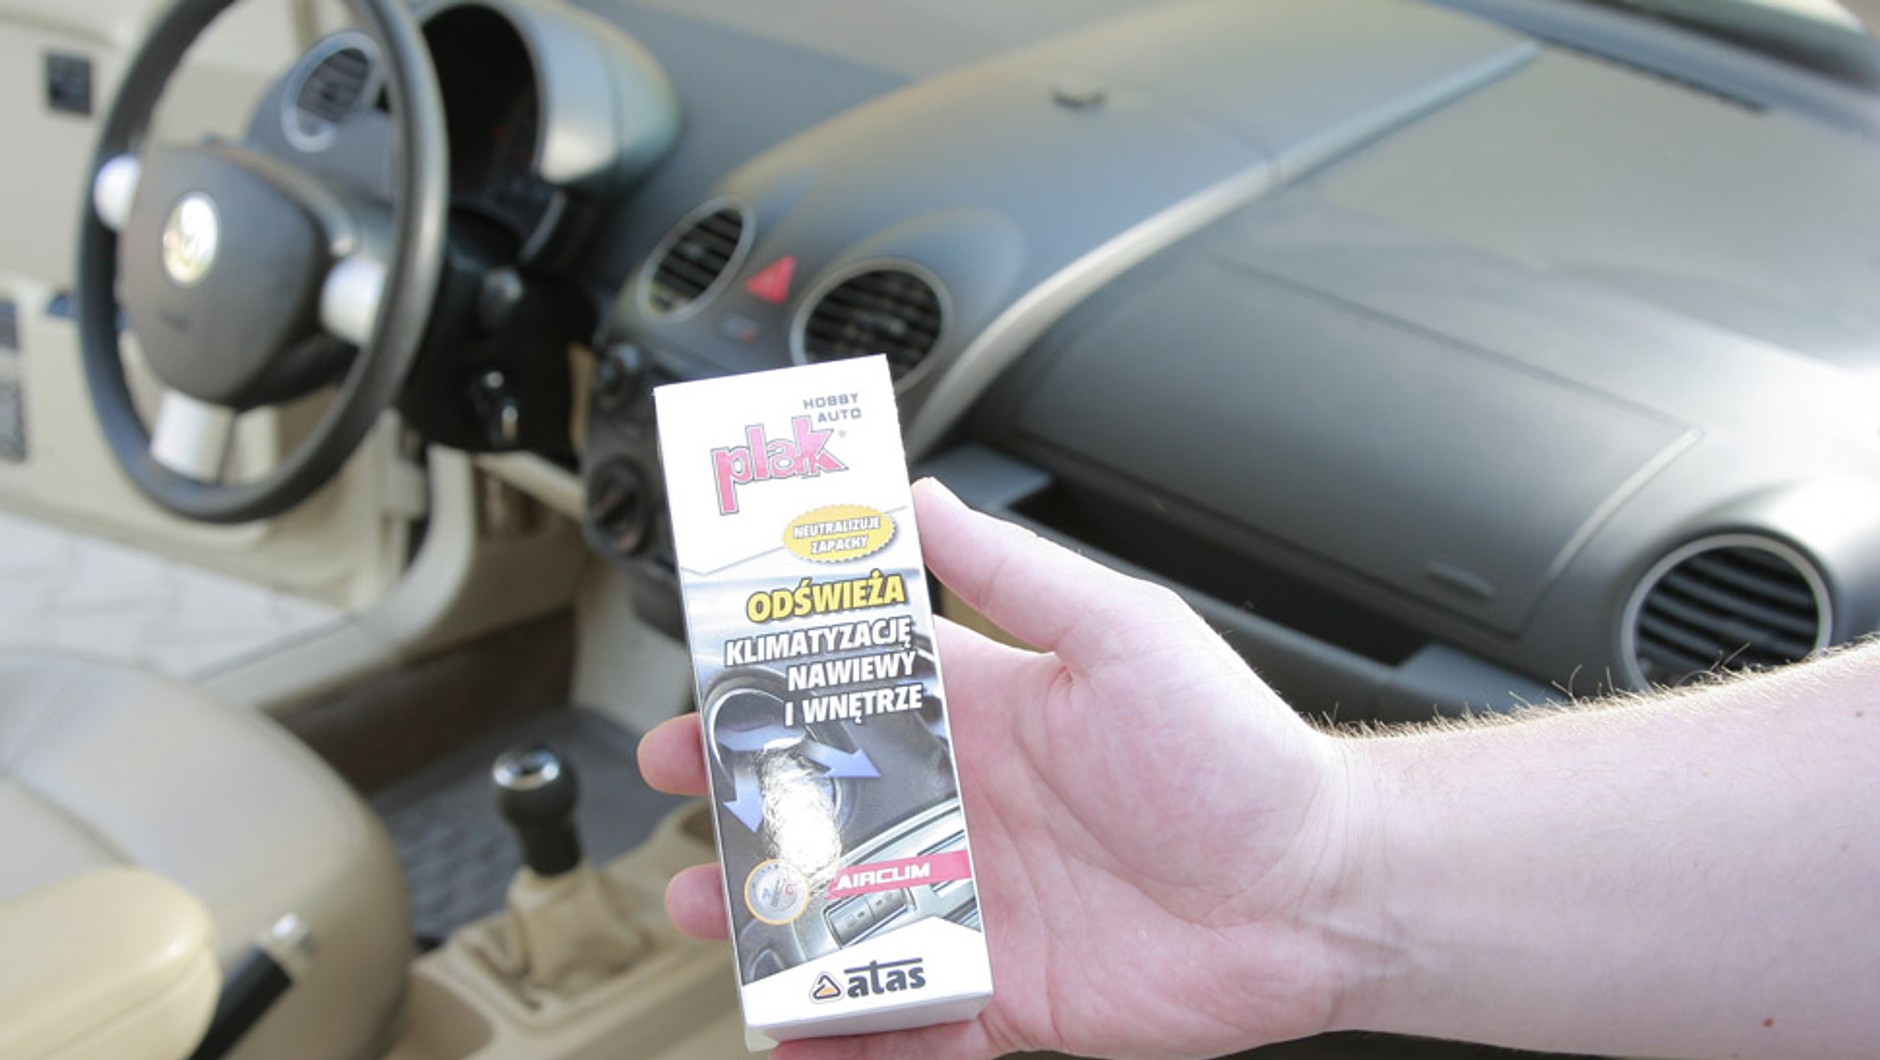 HOBBY
AUTO
plak®
NEUTRALIZUJE
ZAPACHY
ODŚWIEŻA
KLIMATYZACJĘ
NAWIEWY
I WNĘTRZE
A/C
AIRCLIM
atas